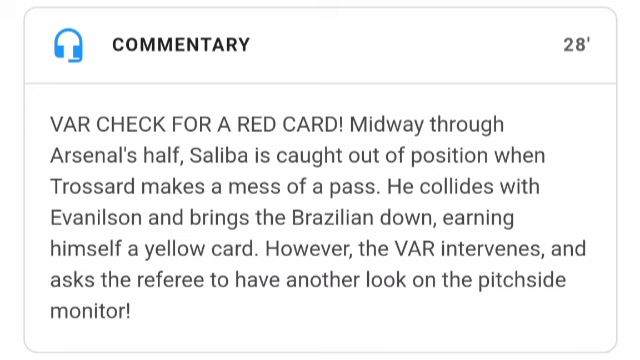 COMMENTARY 28'
VAR CHECK FOR A RED CARD! Midway through
Arsenal's half, Saliba is caught out of position when
Trossard makes a mess of a pass. He collides with
Evanilson and brings the Brazilian down, earning
himself a yellow card. However, the VAR intervenes, and
asks the referee to have another look on the pitchside
monitor!